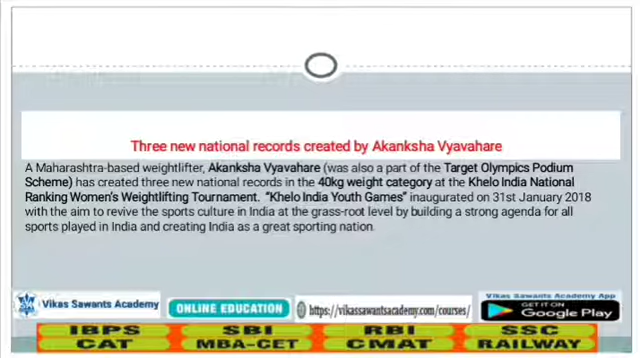 Three new national records created by Akanksha Vyavahare
A Maharashtra-based weightlifter, Akanksha Vyavahare (was also a part of the Target Olympics Podium
Scheme) has created three new national records in the 40kg weight category at the Khelo India National
Ranking Women's Weightlifting Tournament. "Khelo India Youth Games" inaugurated on 31st January 2018
with the aim to revive the sports culture in India at the grass-root level by building a strong agenda for all
sports played in India and creating India as a great sporting nation.
Vikas Sawants Academy
ONLINE EDUCATION
https://vikassawantsacademy.com/courses/
Vikas Sawants Academy App
GET IT ON
Google Play
IBPS SBI RBI SSC
CAT MBA-CET CMAT RAILWAY